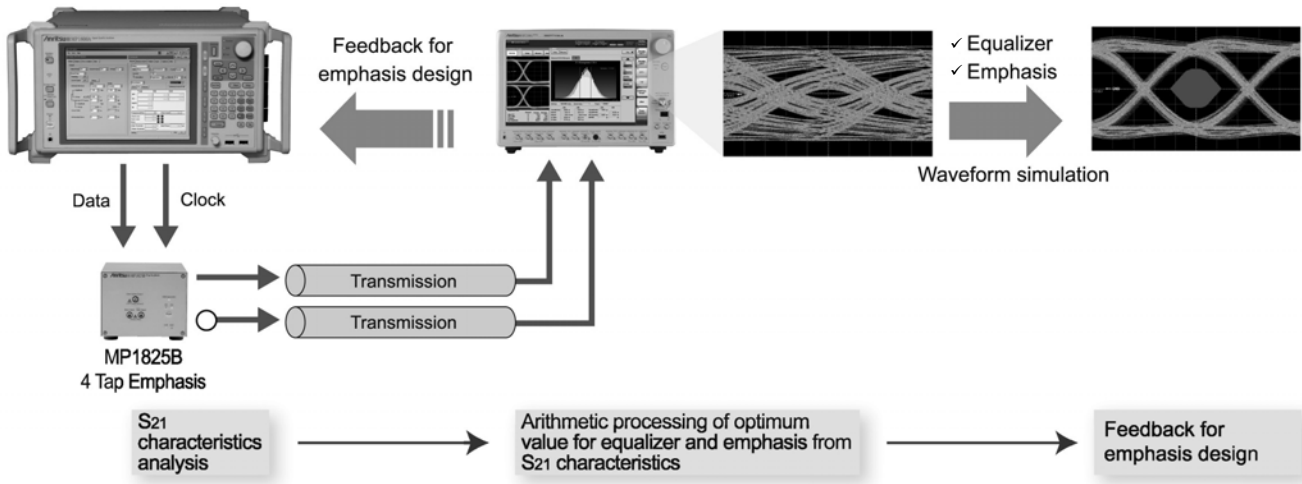 Anritsu
Feedback for
emphasis design
✓ Equalizer
✓ Emphasis
Waveform simulation
Data
Clock
Transmission
Transmission
MP1825B
4 Tap Emphasis
S21
characteristics
analysis
Arithmetic processing of optimum
value for equalizer and emphasis from
S21 characteristics
Feedback for
emphasis design